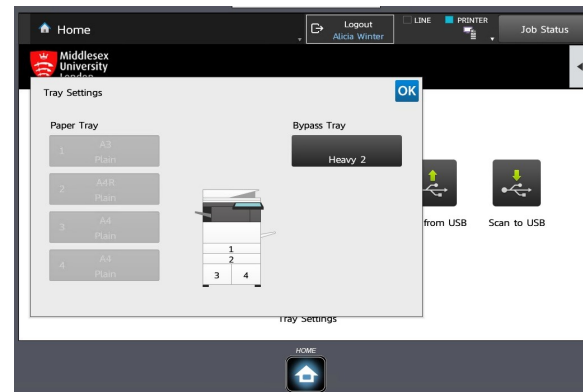 Home
Logout
Alicia Winter
LINE
PRINTER
Job Status
Middlesex
University
London
Tray Settings
OK
Paper Tray
Bypass Tray
1
A3
Plain
Heavy 2
2
A4R
Plain
3
A4
Plain
4
A4
Plain
1
2
3 4
from USB
Scan to USB
Tray Settings
HOME